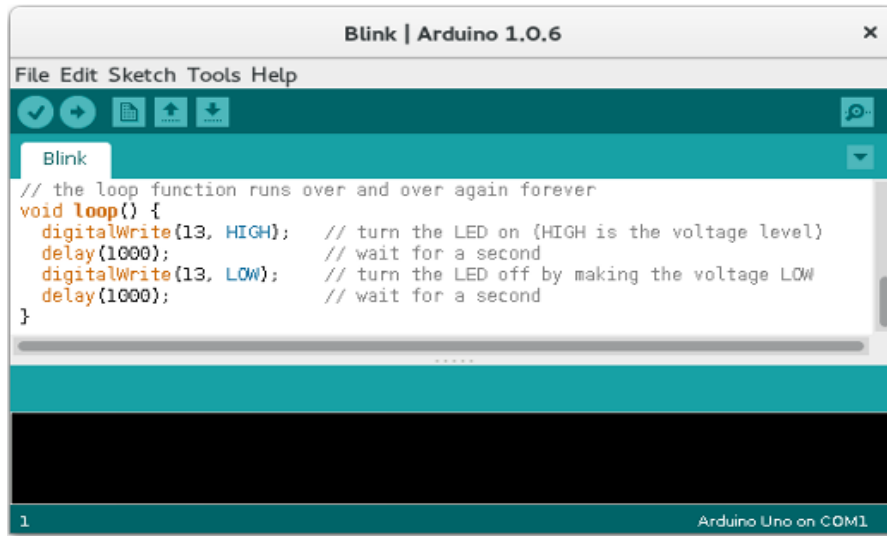 Blink | Arduino 1.0.6
File Edit Sketch Tools Help
Blink
// the loop function runs over and over again forever
void loop() {
  digitalWrite(13, HIGH);   // turn the LED on (HIGH is the voltage level)
  delay(1000);              // wait for a second
  digitalWrite(13, LOW);    // turn the LED off by making the voltage LOW
  delay(1000);              // wait for a second
}
1 Arduino Uno on COM1